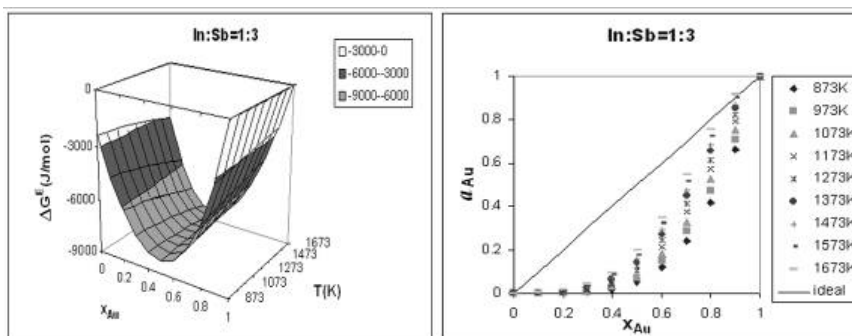 In:Sb=1:3
-3000-0
-6000--3000
-9000--6000
0
-3000
-6000
-9000
ΔG^E(J/mol)
0
0.2
0.4
0.6
0.8
1
x_Au
873
1073
1273
1473
1673
T(K)
In:Sb=1:3
1
0.8
0.6
0.4
0.2
0
a_Au
0 0.2 0.4 0.6 0.8 1
x_Au
873K
973K
1073K
1173K
1273K
1373K
1473K
1573K
1673K
ideal